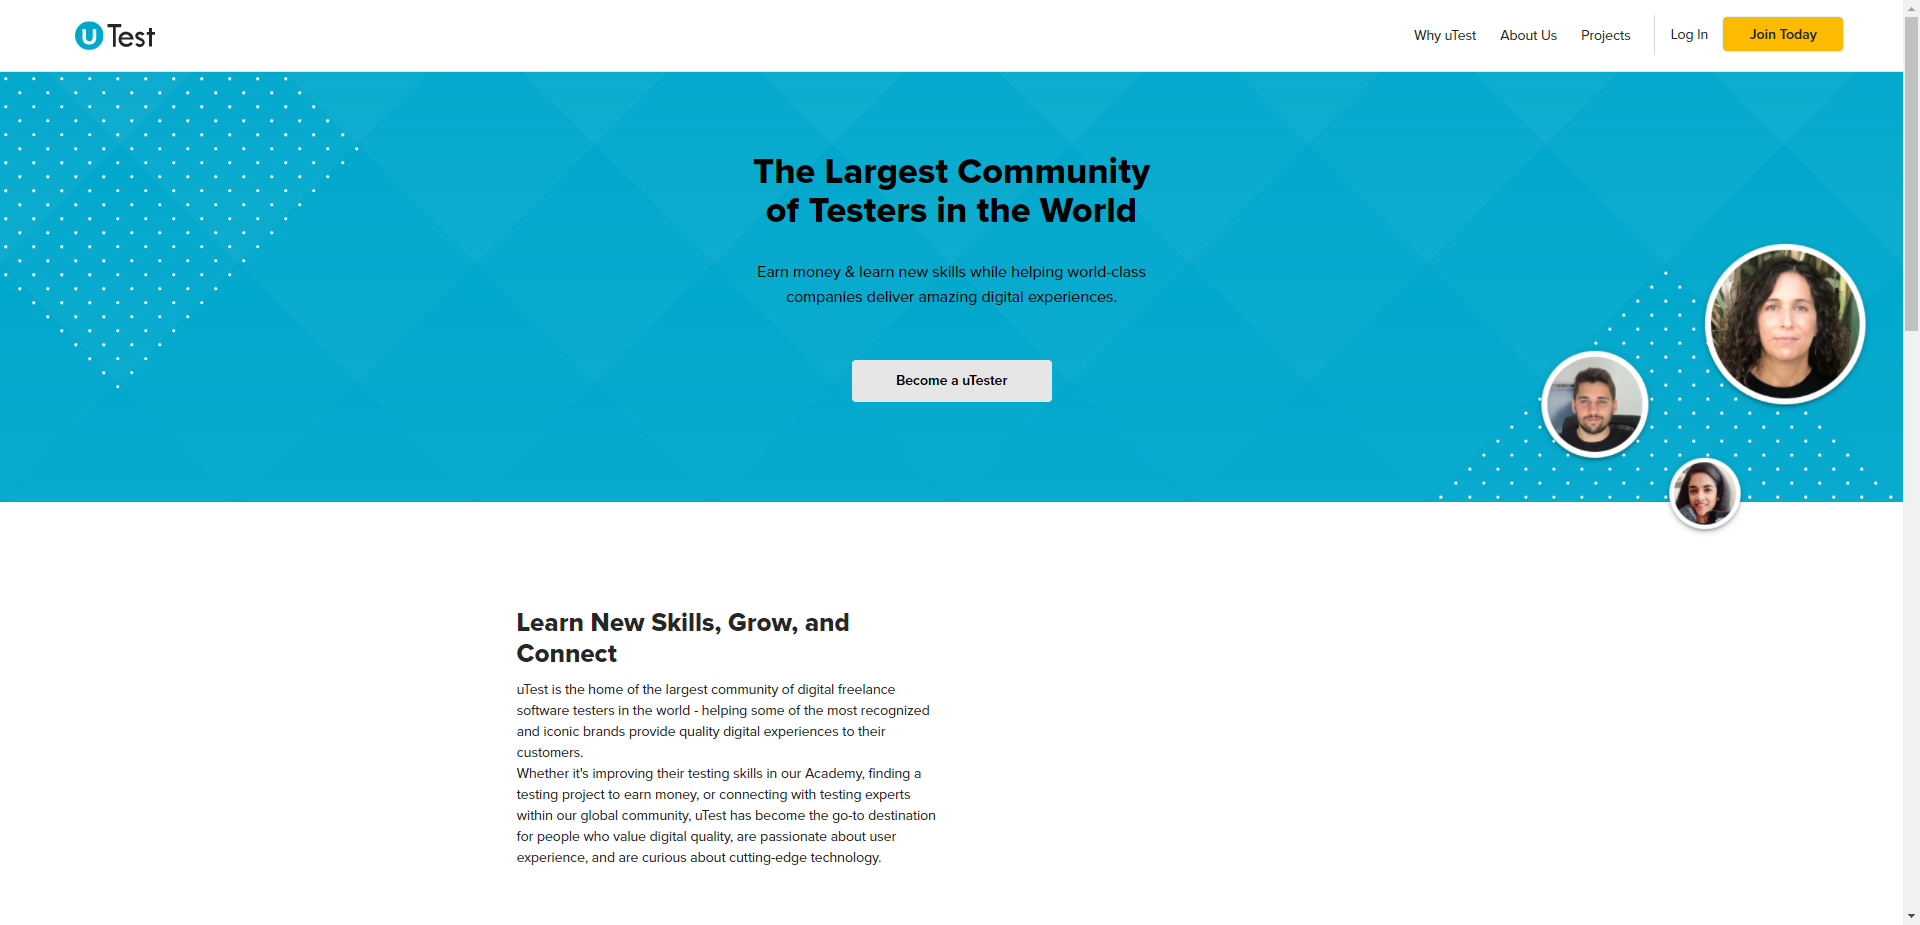 uTest
Why uTest
About Us
Projects
Log In
Join Today
The Largest Community
of Testers in the World
Earn money & learn new skills while helping world-class
companies deliver amazing digital experiences.
Become a uTester
Learn New Skills, Grow, and
Connect
uTest is the home of the largest community of digital freelance
software testers in the world - helping some of the most recognized
and iconic brands provide quality digital experiences to their
customers.
Whether it's improving their testing skills in our Academy, finding a
testing project to earn money, or connecting with testing experts
within our global community, uTest has become the go-to destination
for people who value digital quality, are passionate about user
experience, and are curious about cutting-edge technology.